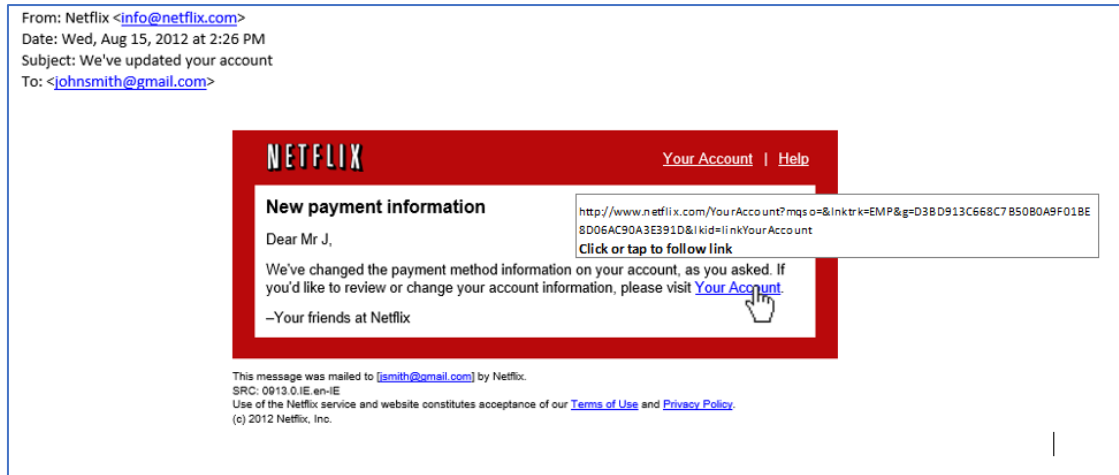 From: Netflix <info@netflix.com>
Date: Wed, Aug 15, 2012 at 2:26 PM
Subject: We've updated your account
To: <johnsmith@gmail.com>
NETFLIX
Your Account | Help
New payment information
http://www.netflix.com/YourAccount?mqso=&lnktrk=EMP&g=D3BD913C668C7B50B0A9F01BE
8D06AC90A3E391D&lkid=linkYourAccount
Click or tap to follow link
Dear Mr J,
We've changed the payment method information on your account, as you asked. If
you'd like to review or change your account information, please visit Your Account.
–Your friends at Netflix
This message was mailed to [jsmith@gmail.com] by Netflix.
SRC: 0913.0.IE.en-IE
Use of the Netflix service and website constitutes acceptance of our Terms of Use and Privacy Policy.
(c) 2012 Netflix, Inc.